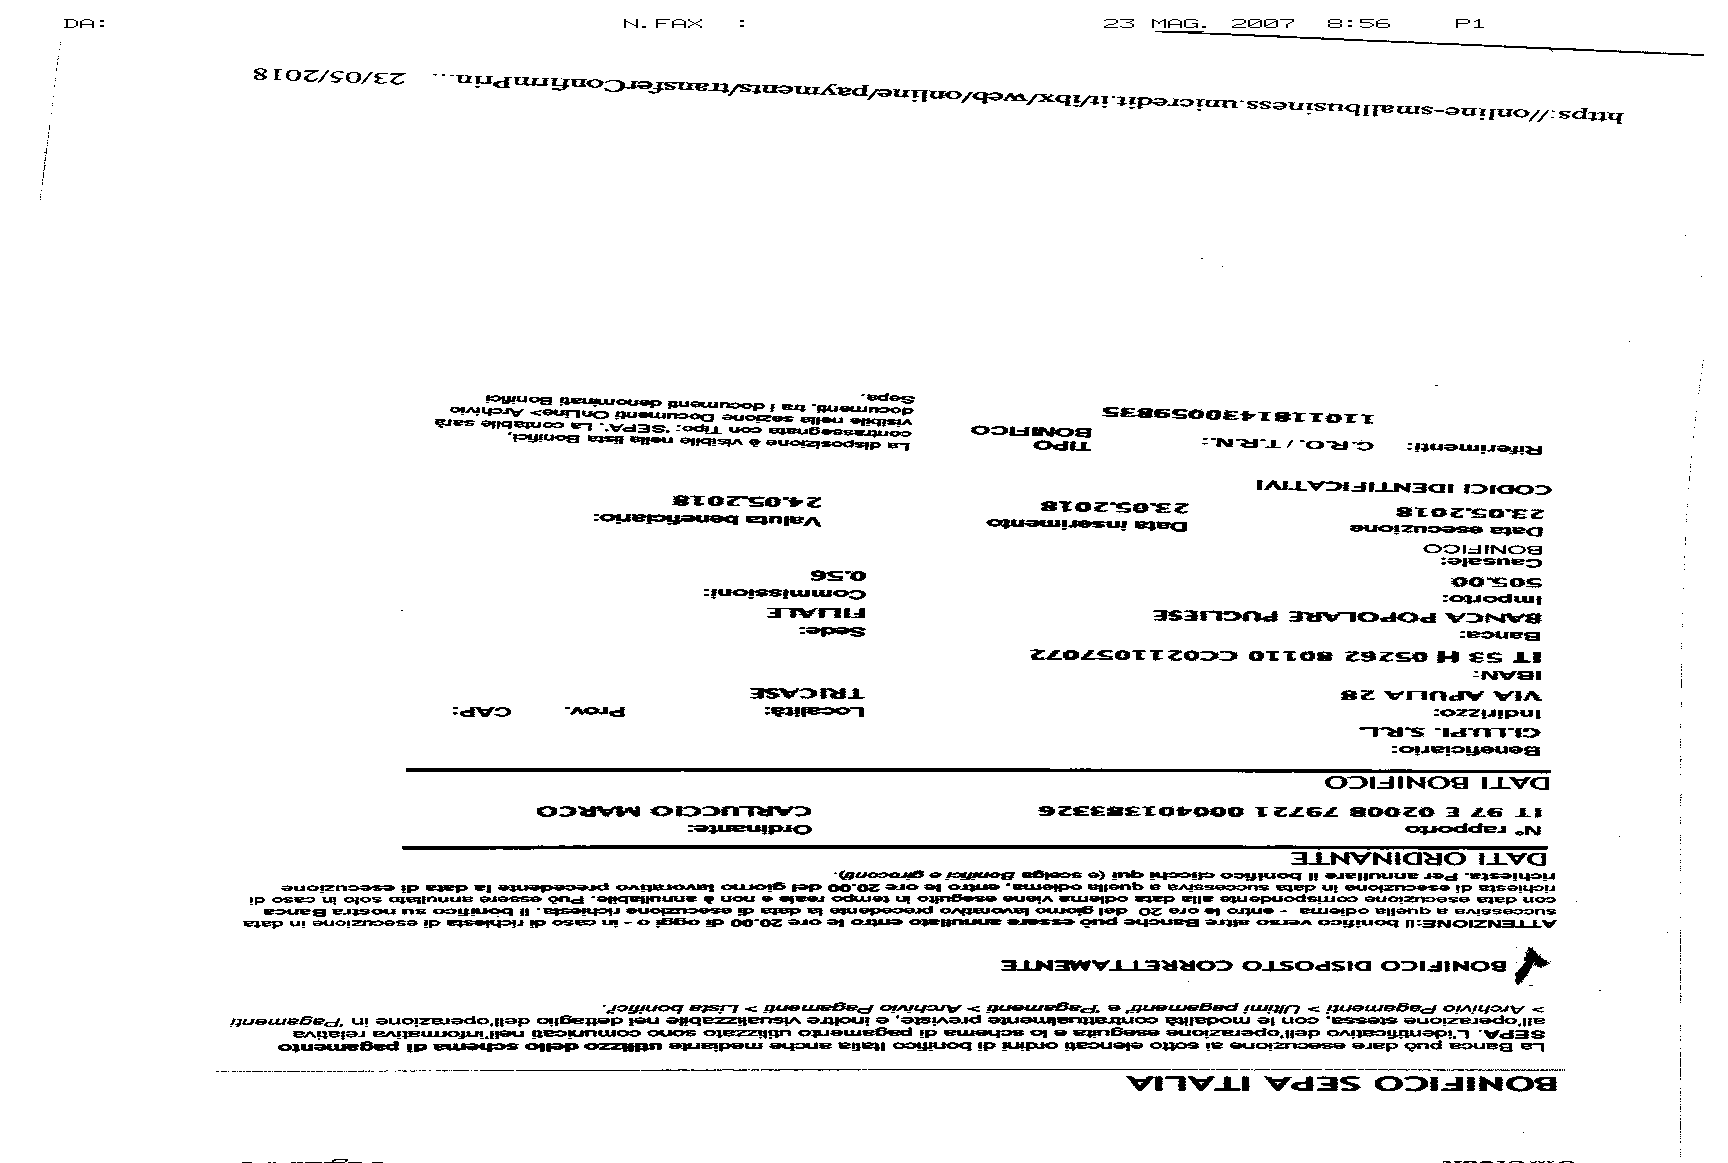 DA: N.FAX : 23 MAG. 2007 8:56 P1
BONIFICO SEPA ITALIA
La Banca può dare esecuzione ai sotto elencati ordini di bonifico Italia anche mediante utilizzo dello schema di pagamento
SEPA. L'identificativo dell'operazione eseguita e lo schema di pagamento utilizzato sono comunicati nell'informativa relativa
all'operazione stessa, con le modalità contrattualmente previste, e inoltre visualizzabile nel dettaglio dell'operazione in "Pagamenti
> Archivio Pagamenti > Ultimi pagamenti" e "Pagamenti > Archivio Pagamenti > Lista bonifici".
BONIFICO DISPOSTO CORRETTAMENTE
ATTENZIONE:Il bonifico verso altre Banche può essere annullato entro le ore 20.00 di oggi o - in caso di richiesta di esecuzione in data
successiva a quella odierna - entro le ore 20 del giorno lavorativo precedente la data di esecuzione richiesta. Il bonifico su nostra Banca
con data esecuzione corrispondente alla data odierna viene eseguito in tempo reale e non è annullabile. Può essere annullato solo in caso di
richiesta di esecuzione in data successiva a quella odierna, entro le ore 20.00 del giorno lavorativo precedente la data di esecuzione
richiesta. Per annullare il bonifico clicchi qui (e scelga Bonifici e giroconti).
DATI ORDINANTE
N° rapporto Ordinante:
IT 97 E 02008 79721 000401383326 CARLUCCIO MARCO
DATI BONIFICO
Beneficiario:
GI.LU.PI. S.R.L.
Indirizzo: Località: Prov. CAP:
VIA APULIA 28 TRICASE
IBAN:
IT 53 H 05262 80110 CC0211057072
Banca: Sede:
BANCA POPOLARE PUGLIESE FILIALE
Importo: Commissioni:
505.00 0.56
Causale:
BONIFICO
Data esecuzione Data inserimento Valuta beneficiario:
23.05.2018 23.05.2018 24.05.2018
CODICI IDENTIFICATIVI
Riferimenti: C.R.O. / T.R.N.: TIPO BONIFICO
1101181430059835
La disposizione è visibile nella lista Bonifici,
contrassegnata con Tipo: "SEPA". La contabile sarà
visibile nella sezione Documenti OnLine> Archivio
documenti, tra i documenti denominati Bonifici
Sepa.
https://online-smallbusiness.unicredit.it/ibx/web/online/payments/transferConfirmPrin... 23/05/2018